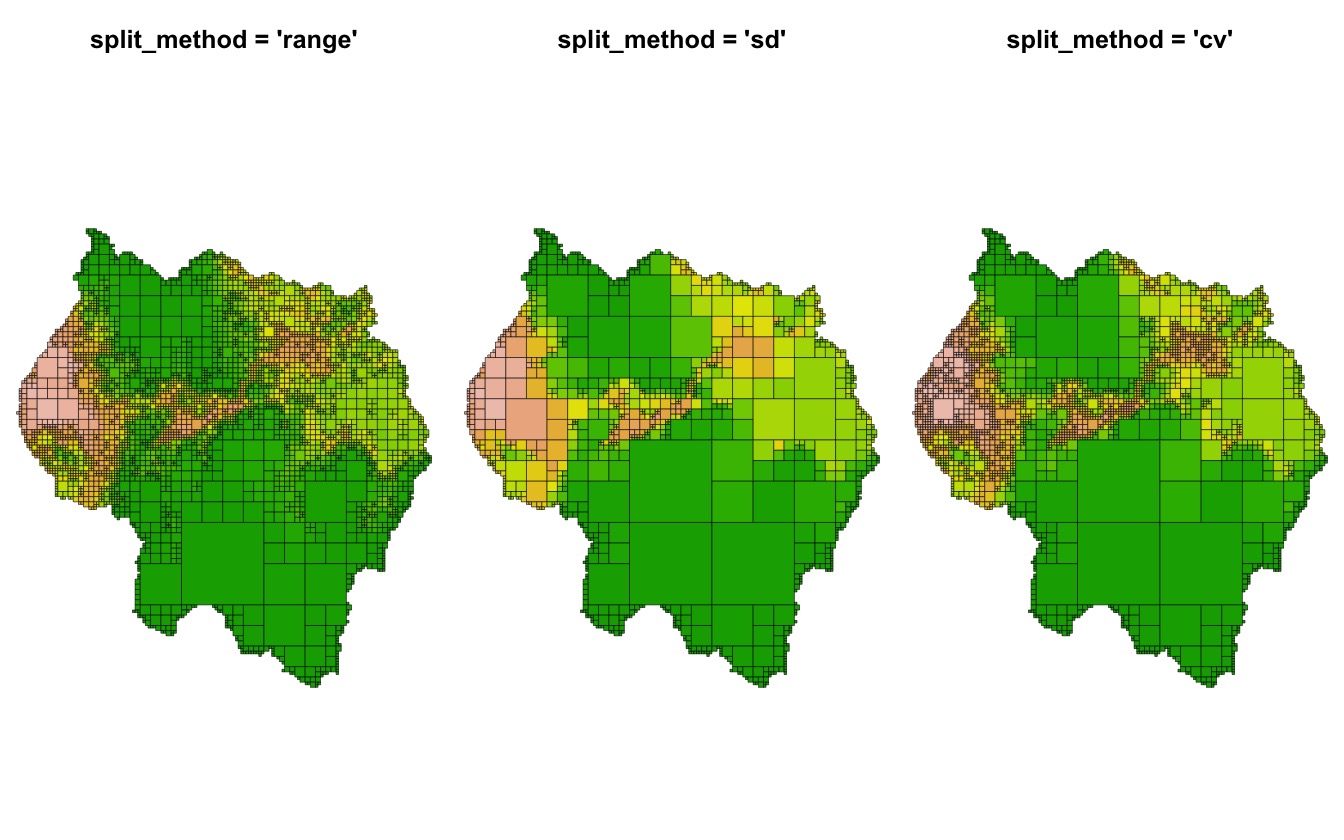 split_method = 'range'
split_method = 'sd'
split_method = 'cv'